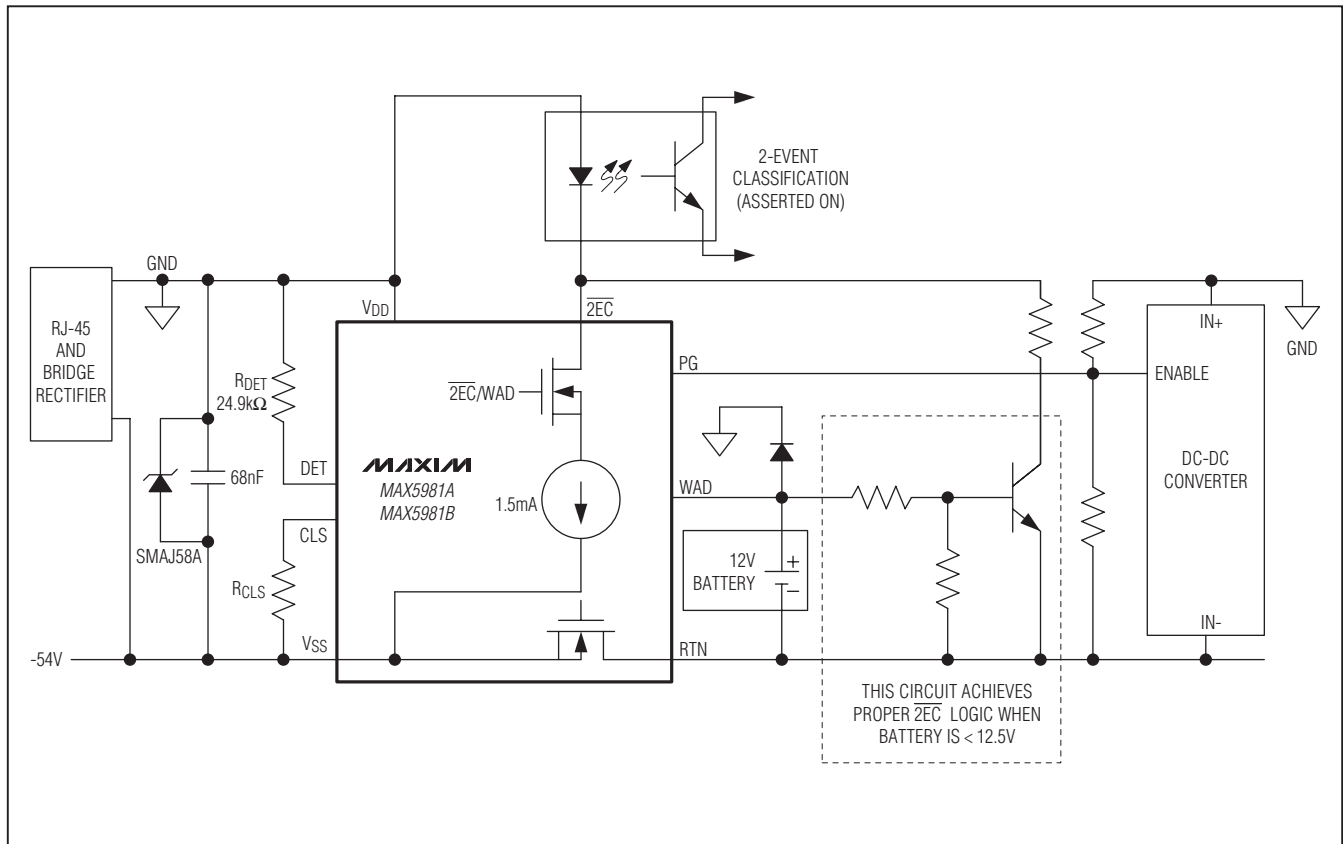 2-EVENT
CLASSIFICATION
(ASSERTED ON)
GND
VDD
2EC
RJ-45
AND
BRIDGE
RECTIFIER
RDET
24.9kΩ
2EC/WAD
PG
IN+
GND
ENABLE
68nF
DET
MAXIM
MAX5981A
MAX5981B
1.5mA
WAD
DC-DC
CONVERTER
SMAJ58A
CLS
RCLS
12V
BATTERY
+
−
-54V
VSS
RTN
IN-
THIS CIRCUIT ACHIEVES
PROPER 2EC LOGIC WHEN
BATTERY IS < 12.5V